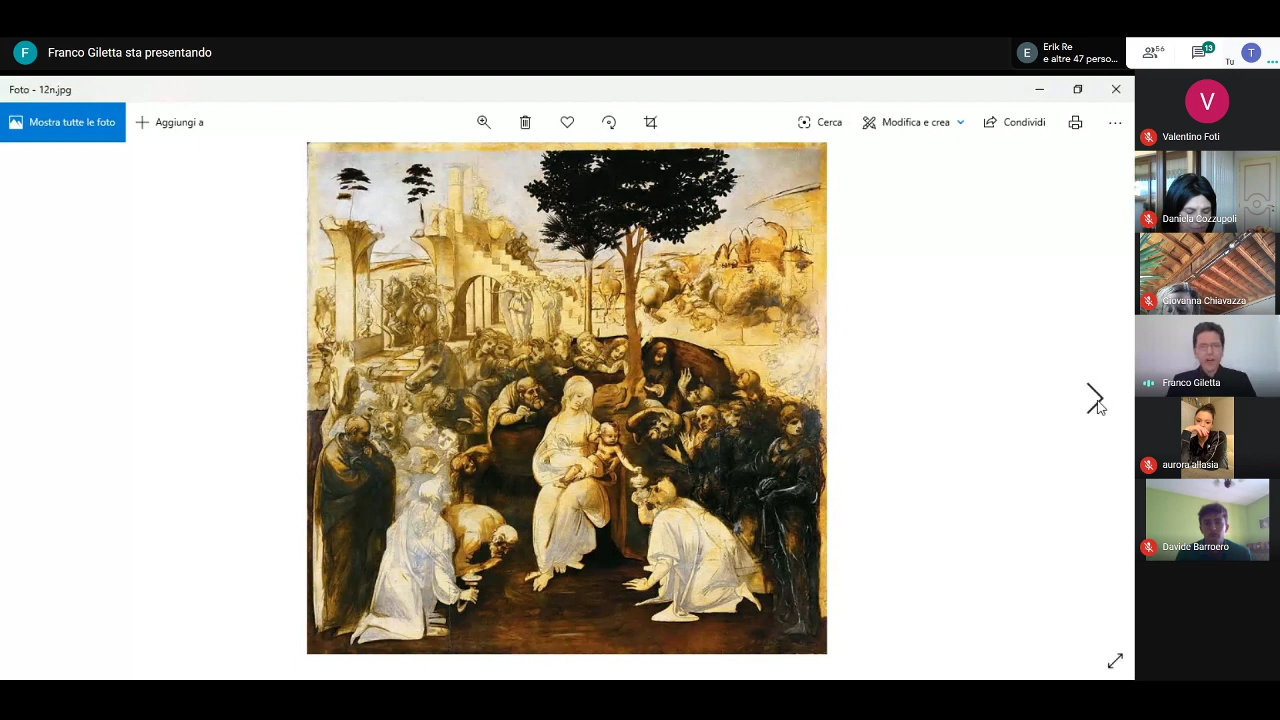 F Franco Giletta sta presentando
E Erik Re
e altre 47 perso...
56
13
Tu
T
Foto - 12n.jpg
Mostra tutte le foto
Aggiungi a
Cerca
Modifica e crea
Condividi
V
Valentino Foti
Daniela Cozzupoli
Giovanna Chiavazza
Franco Giletta
aurora allasia
Davide Barroero